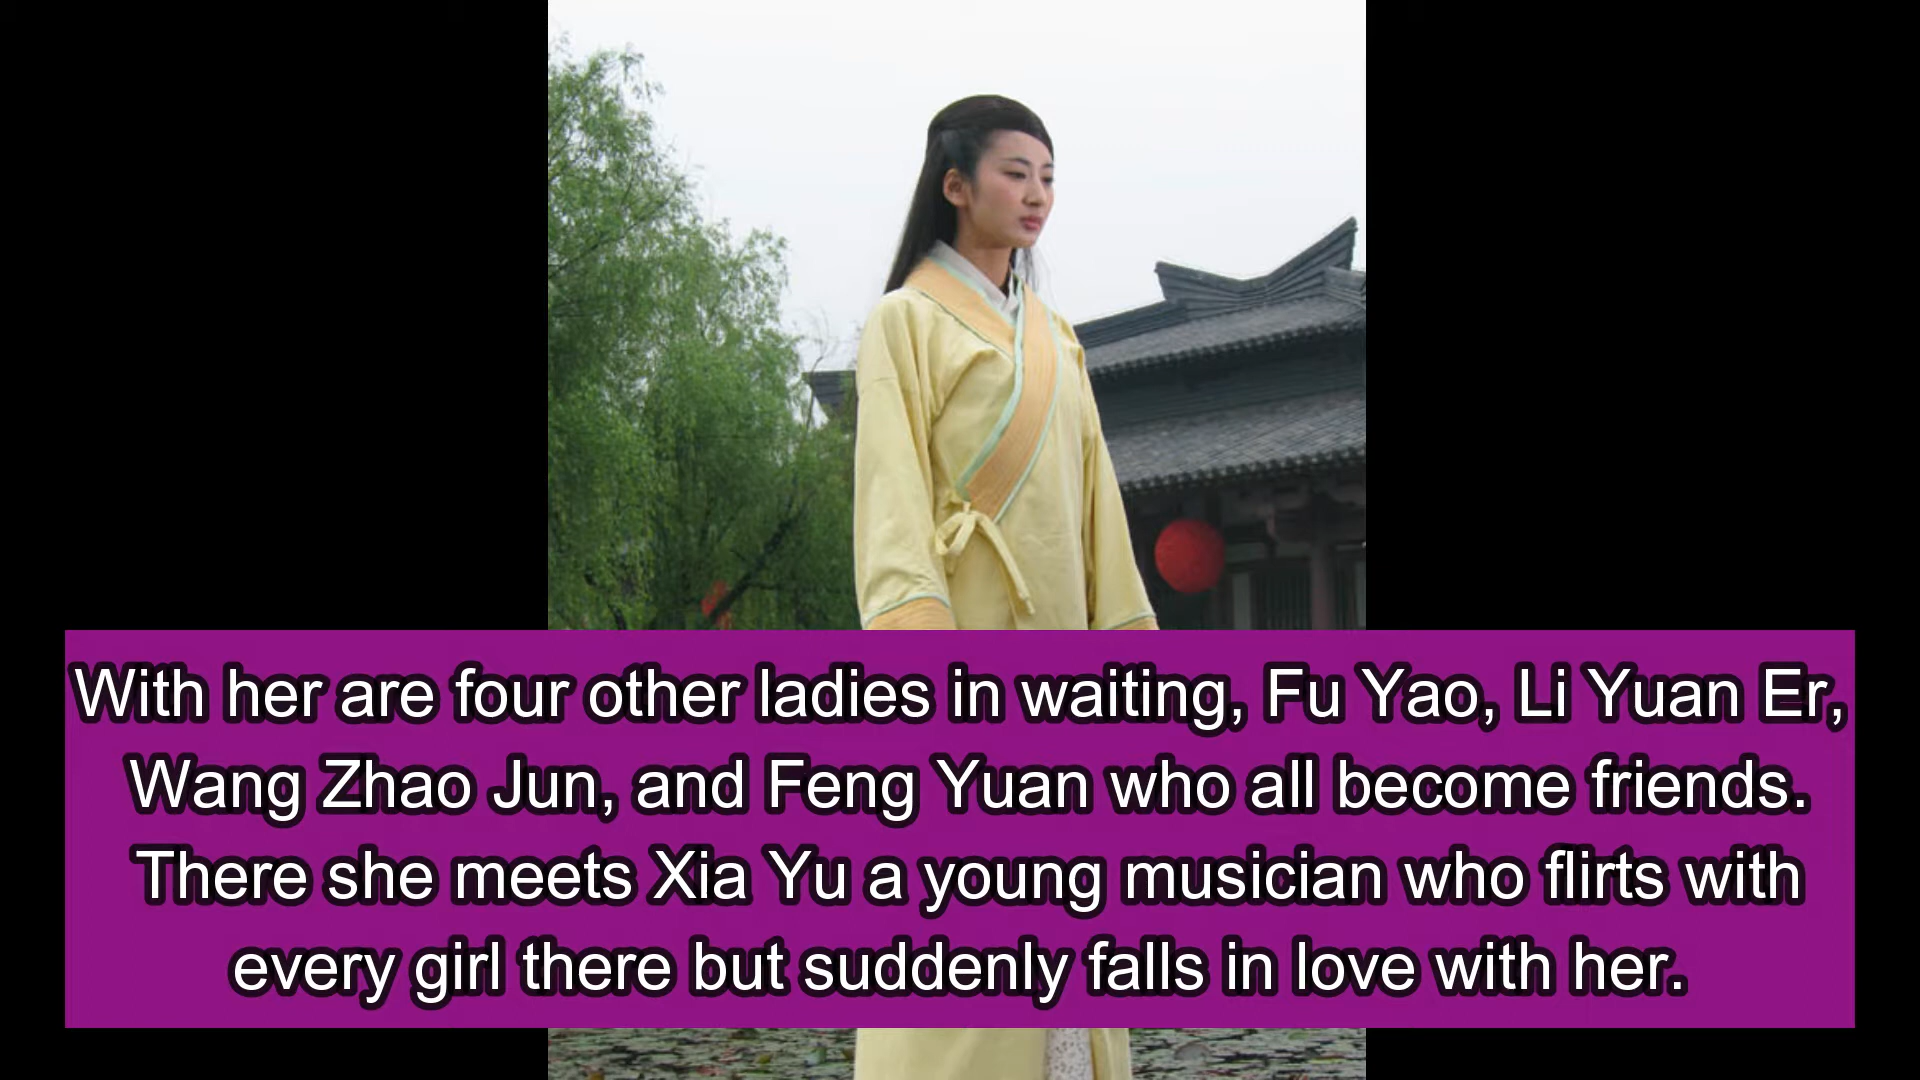 With her are four other ladies in waiting, Fu Yao, Li Yuan Er,
Wang Zhao Jun, and Feng Yuan who all become friends.
There she meets Xia Yu a young musician who flirts with
every girl there but suddenly falls in love with her.